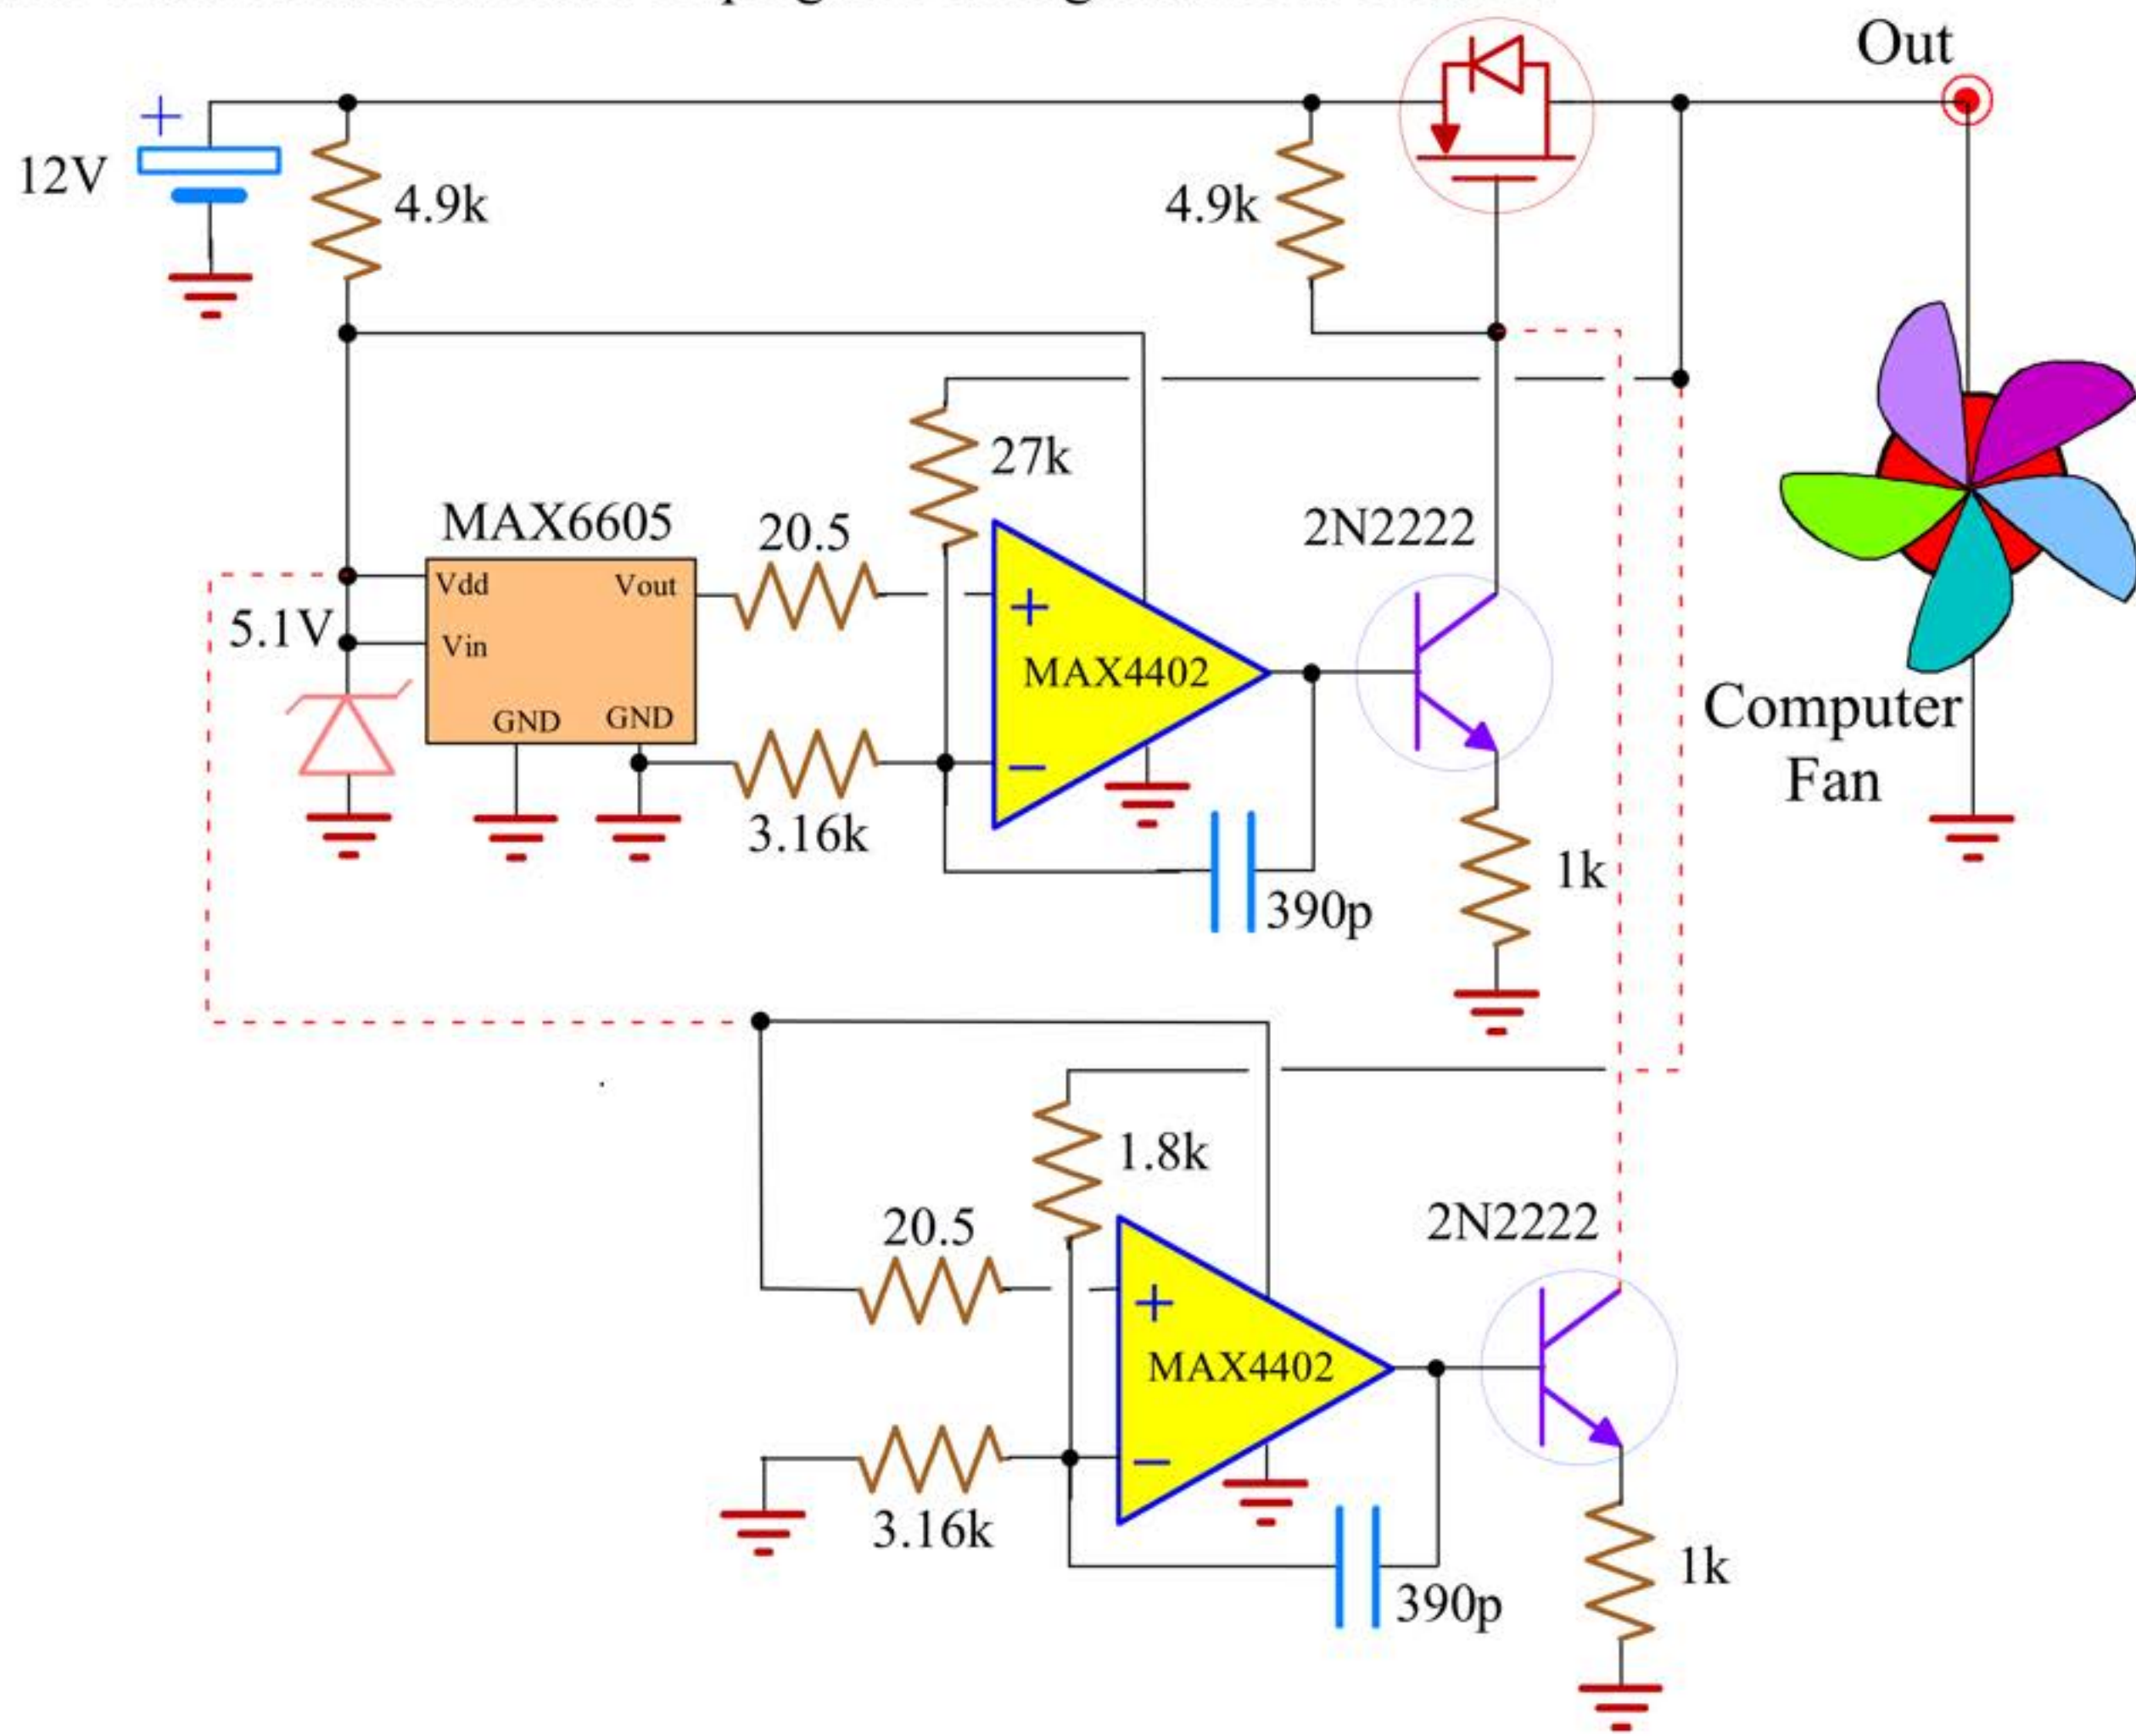 Out
+
12V
4.9k
4.9k
27k
MAX6605
20.5
2N2222
Vdd
Vout
5.1V
Vin
+
MAX4402
GND
GND
−
3.16k
390p
1k
Computer
Fan
1.8k
20.5
2N2222
+
MAX4402
−
3.16k
390p
1k